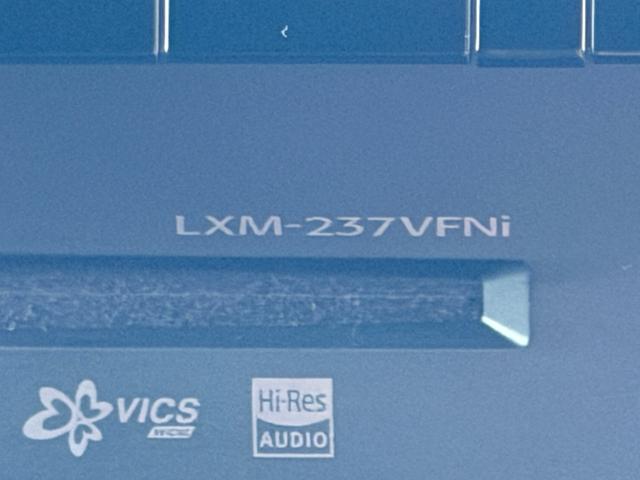 LXM-237VFNi
VICS
WIDE
Hi-Res
AUDIO